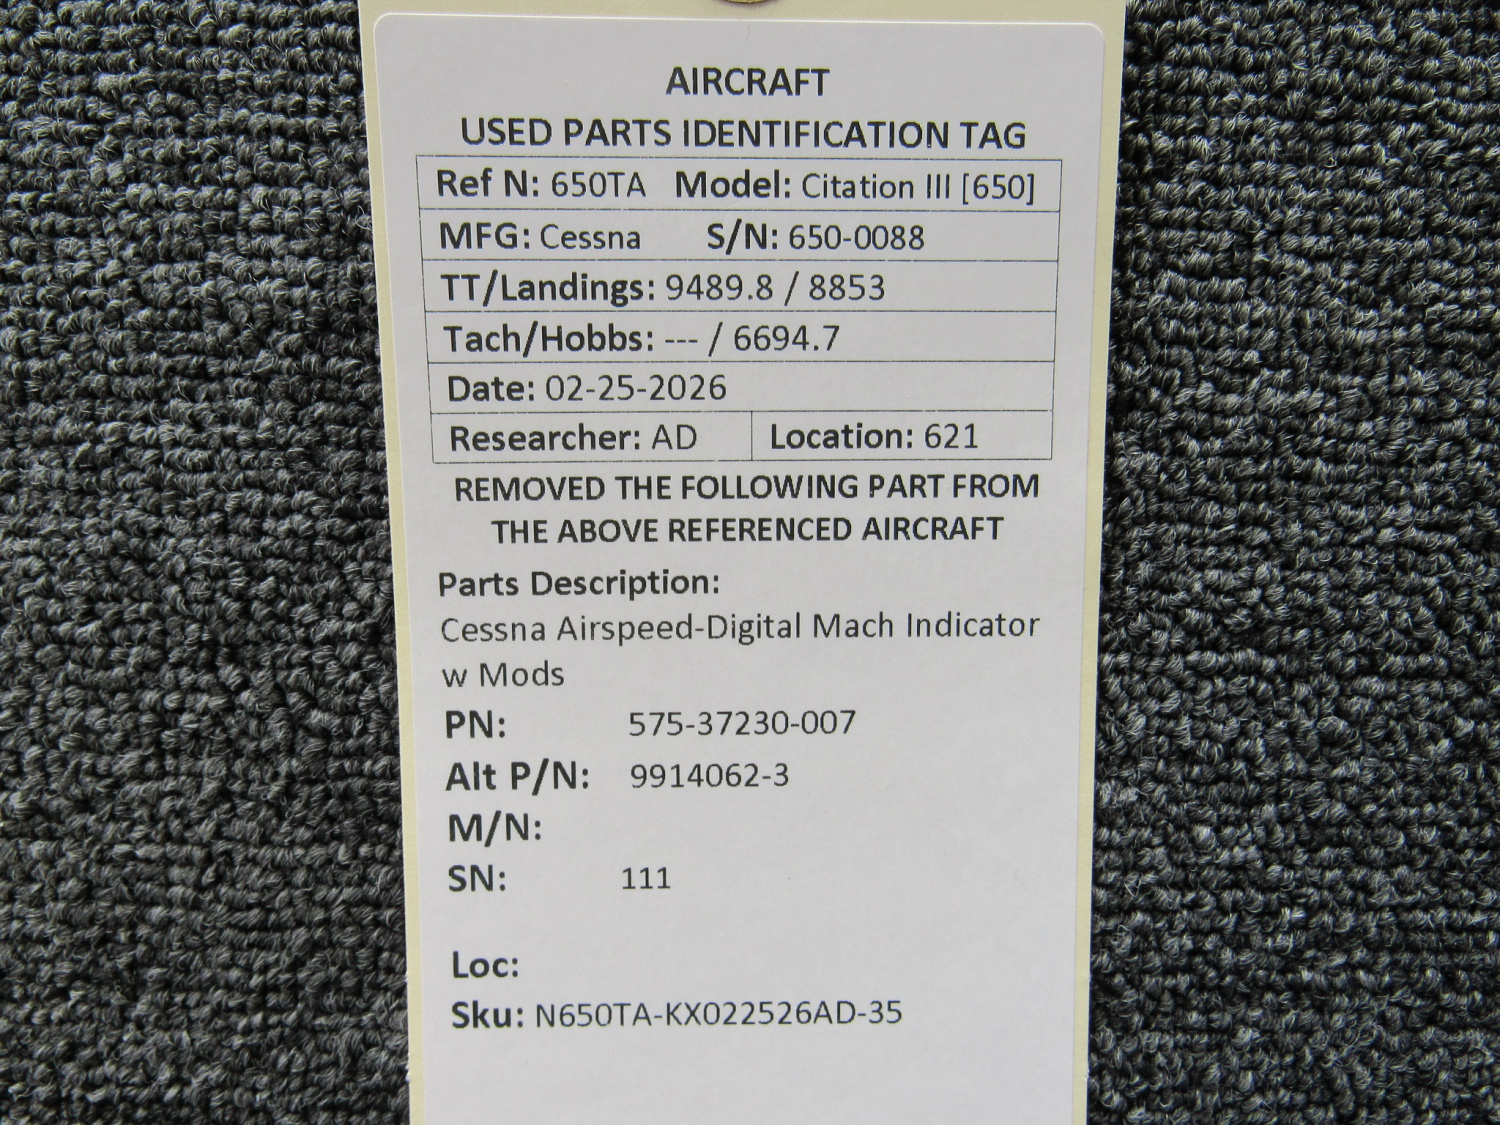 AIRCRAFT
USED PARTS IDENTIFICATION TAG
Ref N: 650TA Model: Citation III [650]
MFG: Cessna S/N: 650-0088
TT/Landings: 9489.8 / 8853
Tach/Hobbs: --- / 6694.7
Date: 02-25-2026
Researcher: AD Location: 621
REMOVED THE FOLLOWING PART FROM
THE ABOVE REFERENCED AIRCRAFT
Parts Description:
Cessna Airspeed-Digital Mach Indicator
w Mods
PN: 575-37230-007
Alt P/N: 9914062-3
M/N:
SN: 111
Loc:
Sku: N650TA-KX022526AD-35